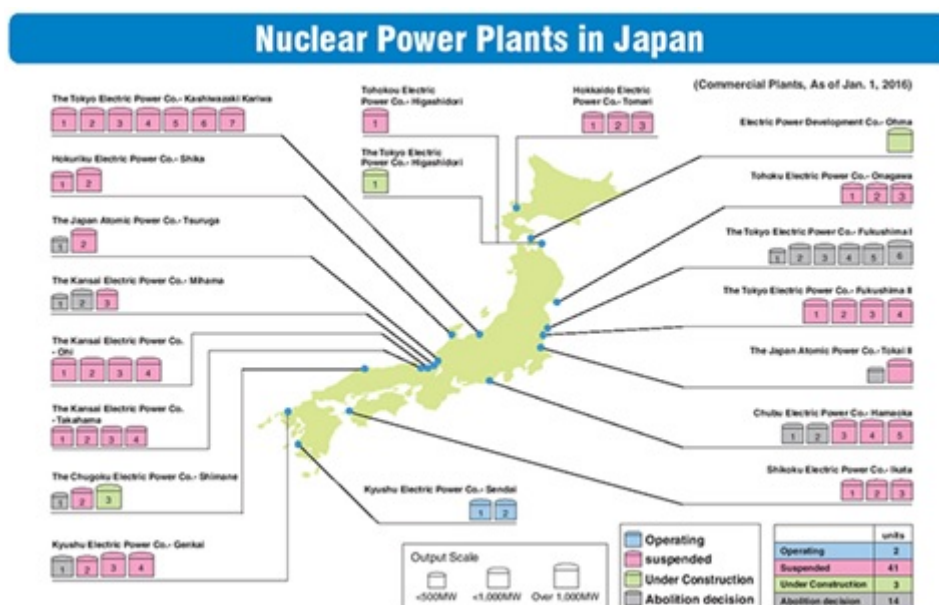 Nuclear Power Plants in Japan
(Commercial Plants, As of Jan. 1, 2016)
The Tokyo Electric Power Co.- Kashiwazaki Kariwa
1 2 3 4 5 6 7
Hokuriku Electric Power Co.- Shika
1 2
The Japan Atomic Power Co.- Tsuruga
1 2
The Kansai Electric Power Co.- Mihama
1 2 3
The Kansai Electric Power Co.
- Ohi
1 2 3 4
The Kansai Electric Power Co.
-Takahama
1 2 3 4
The Chugoku Electric Power Co.- Shimane
1 2 3
Kyushu Electric Power Co.- Genkai
1 2 3 4
Tohokou Electric
Power Co.- Higashidori
1
The Tokyo Electric
Power Co.- Higashidori
1
Hokkaido Electric
Power Co.- Tomari
1 2 3
Electric Power Development Co.- Ohma
Tohoku Electric Power Co.- Onagawa
1 2 3
The Tokyo Electric Power Co.- Fukushima I
1 2 3 4 5 6
The Tokyo Electric Power Co.- Fukushima II
1 2 3 4
The Japan Atomic Power Co.- Tokai II
Chubu Electric Power Co.- Hamaoka
1 2 3 4 5
Shikoku Electric Power Co.- Ikata
1 2 3
Kyushu Electric Power Co.- Sendai
1 2
Output Scale
<500MW <1,000MW Over 1,000MW
Operating
suspended
Under Construction
Abolition decision
units
Operating 2
Suspended 41
Under Construction 3
Abolition decision 14